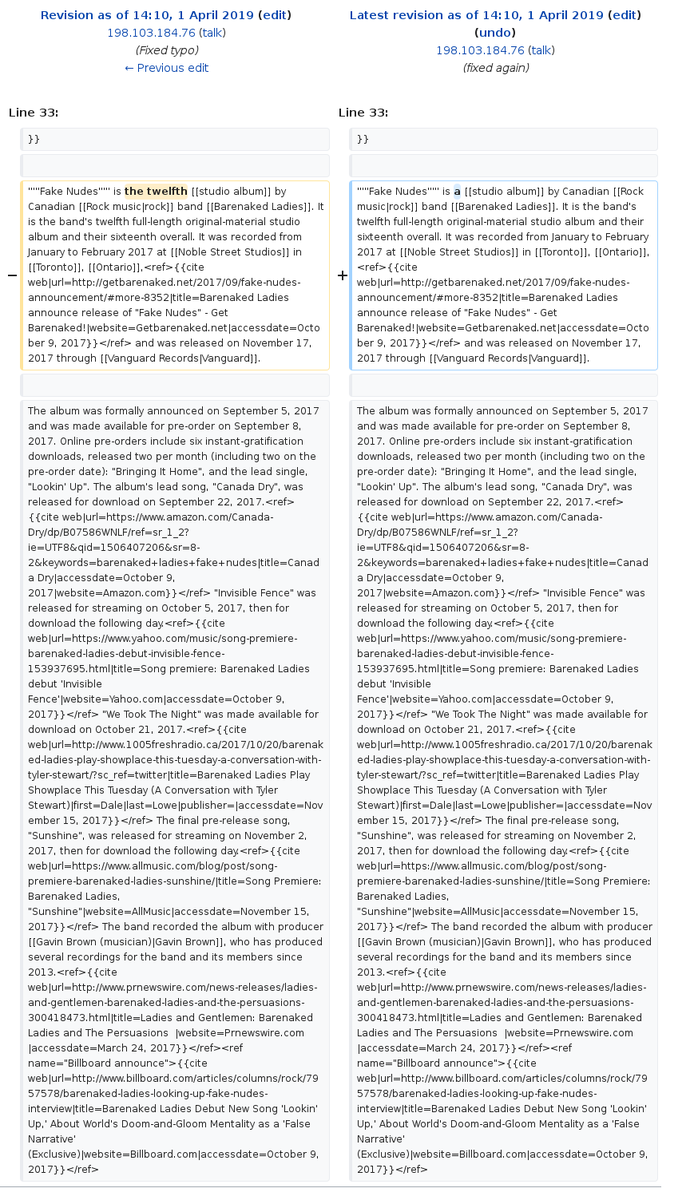 Revision as of 14:10, 1 April 2019 (edit)
198.103.184.76 (talk)
(Fixed typo)
← Previous edit
Latest revision as of 14:10, 1 April 2019 (edit)
(undo)
198.103.184.76 (talk)
(fixed again)
Line 33:
Line 33:
}}
}}
−
'''''Fake Nudes''''' is the twelfth [[studio album]] by
Canadian [[Rock music|rock]] band [[Barenaked Ladies]]. It
is the band's twelfth full-length original-material studio
album and their sixteenth overall. It was recorded from
January to February 2017 at [[Noble Street Studios]] in
[[Toronto]], [[Ontario]],<ref>{{cite
web|url=http://getbarenaked.net/2017/09/fake-nudes-
announcement/#more-8352|title=Barenaked Ladies
announce release of "Fake Nudes" - Get
Barenaked!|website=Getbarenaked.net|accessdate=Octo
ber 9, 2017}}</ref> and was released on November 17,
2017 through [[Vanguard Records|Vanguard]].
+
'''''Fake Nudes''''' is a [[studio album]] by Canadian [[Rock
music|rock]] band [[Barenaked Ladies]]. It is the band's
twelfth full-length original-material studio album and their
sixteenth overall. It was recorded from January to February
2017 at [[Noble Street Studios]] in [[Toronto]], [[Ontario]],
<ref>{{cite
web|url=http://getbarenaked.net/2017/09/fake-nudes-
announcement/#more-8352|title=Barenaked Ladies
announce release of "Fake Nudes" - Get
Barenaked!|website=Getbarenaked.net|accessdate=Octo
ber 9, 2017}}</ref> and was released on November 17,
2017 through [[Vanguard Records|Vanguard]].
The album was formally announced on September 5, 2017
and was made available for pre-order on September 8,
2017. Online pre-orders include six instant-gratification
downloads, released two per month (including two on the
pre-order date): "Bringing It Home", and the lead single,
"Lookin' Up". The album's lead song, "Canada Dry", was
released for download on September 22, 2017.<ref>
{{cite web|url=https://www.amazon.com/Canada-
Dry/dp/B07586WNLF/ref=sr_1_2?
ie=UTF8&qid=1506407206&sr=8-
2&keywords=barenaked+ladies+fake+nudes|title=Canad
a Dry|accessdate=October 9,
2017|website=Amazon.com}}</ref> "Invisible Fence" was
released for streaming on October 5, 2017, then for
download the following day.<ref>{{cite
web|url=https://www.yahoo.com/music/song-premiere-
barenaked-ladies-debut-invisible-fence-
153937695.html|title=Song premiere: Barenaked Ladies
debut 'Invisible
Fence'|website=Yahoo.com|accessdate=October 9,
2017}}</ref> "We Took The Night" was made available for
download on October 21, 2017.<ref>{{cite
web|url=http://www.1005freshradio.ca/2017/10/20/barenak
ed-ladies-play-showplace-this-tuesday-a-conversation-with-
tyler-stewart/?sc_ref=twitter|title=Barenaked Ladies Play
Showplace This Tuesday (A Conversation with Tyler
Stewart)|first=Dale|last=Lowe|publisher=|accessdate=Nov
ember 15, 2017}}</ref> The final pre-release song,
"Sunshine", was released for streaming on November 2,
2017, then for download the following day.<ref>{{cite
web|url=https://www.allmusic.com/blog/post/song-
premiere-barenaked-ladies-sunshine/|title=Song Premiere:
Barenaked Ladies,
"Sunshine"|website=AllMusic|accessdate=November 15,
2017}}</ref> The band recorded the album with producer
[[Gavin Brown (musician)|Gavin Brown]], who has produced
several recordings for the band and its members since
2013.<ref>{{cite
web|url=http://www.prnewswire.com/news-releases/ladies-
and-gentlemen-barenaked-ladies-and-the-persuasions-
300418473.html|title=Ladies and Gentlemen: Barenaked
Ladies and The Persuasions |website=Prnewswire.com
|accessdate=March 24, 2017}}</ref><ref
name="Billboard announce">{{cite
web|url=http://www.billboard.com/articles/columns/rock/79
57578/barenaked-ladies-looking-up-fake-nudes-
interview|title=Barenaked Ladies Debut New Song 'Lookin'
Up,' About World's Doom-and-Gloom Mentality as a 'False
Narrative'
(Exclusive)|website=Billboard.com|accessdate=October 9,
2017}}</ref>
The album was formally announced on September 5, 2017
and was made available for pre-order on September 8,
2017. Online pre-orders include six instant-gratification
downloads, released two per month (including two on the
pre-order date): "Bringing It Home", and the lead single,
"Lookin' Up". The album's lead song, "Canada Dry", was
released for download on September 22, 2017.<ref>
{{cite web|url=https://www.amazon.com/Canada-
Dry/dp/B07586WNLF/ref=sr_1_2?
ie=UTF8&qid=1506407206&sr=8-
2&keywords=barenaked+ladies+fake+nudes|title=Canad
a Dry|accessdate=October 9,
2017|website=Amazon.com}}</ref> "Invisible Fence" was
released for streaming on October 5, 2017, then for
download the following day.<ref>{{cite
web|url=https://www.yahoo.com/music/song-premiere-
barenaked-ladies-debut-invisible-fence-
153937695.html|title=Song premiere: Barenaked Ladies
debut 'Invisible
Fence'|website=Yahoo.com|accessdate=October 9,
2017}}</ref> "We Took The Night" was made available for
download on October 21, 2017.<ref>{{cite
web|url=http://www.1005freshradio.ca/2017/10/20/barenak
ed-ladies-play-showplace-this-tuesday-a-conversation-with-
tyler-stewart/?sc_ref=twitter|title=Barenaked Ladies Play
Showplace This Tuesday (A Conversation with Tyler
Stewart)|first=Dale|last=Lowe|publisher=|accessdate=Nov
ember 15, 2017}}</ref> The final pre-release song,
"Sunshine", was released for streaming on November 2,
2017, then for download the following day.<ref>{{cite
web|url=https://www.allmusic.com/blog/post/song-
premiere-barenaked-ladies-sunshine/|title=Song Premiere:
Barenaked Ladies,
"Sunshine"|website=AllMusic|accessdate=November 15,
2017}}</ref> The band recorded the album with producer
[[Gavin Brown (musician)|Gavin Brown]], who has produced
several recordings for the band and its members since
2013.<ref>{{cite
web|url=http://www.prnewswire.com/news-releases/ladies-
and-gentlemen-barenaked-ladies-and-the-persuasions-
300418473.html|title=Ladies and Gentlemen: Barenaked
Ladies and The Persuasions |website=Prnewswire.com
|accessdate=March 24, 2017}}</ref><ref
name="Billboard announce">{{cite
web|url=http://www.billboard.com/articles/columns/rock/79
57578/barenaked-ladies-looking-up-fake-nudes-
interview|title=Barenaked Ladies Debut New Song 'Lookin'
Up,' About World's Doom-and-Gloom Mentality as a 'False
Narrative'
(Exclusive)|website=Billboard.com|accessdate=October 9,
2017}}</ref>